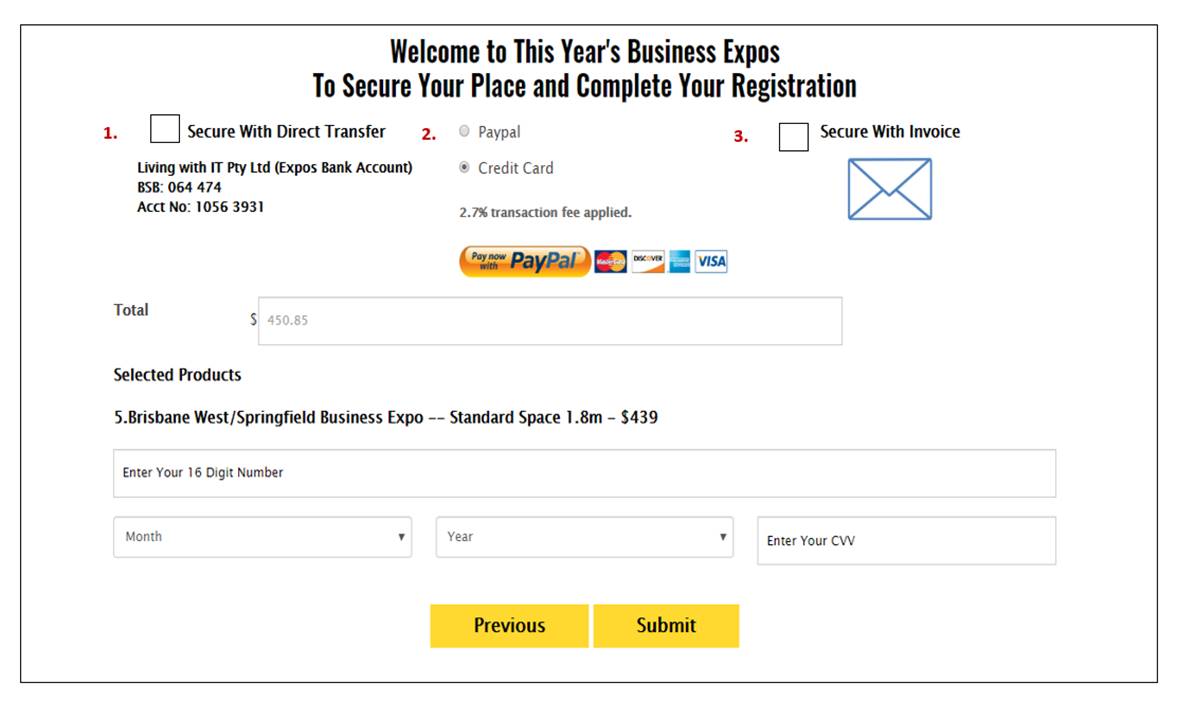 Welcome to This Year's Business Expos
To Secure Your Place and Complete Your Registration
1. Secure With Direct Transfer
Living with IT Pty Ltd (Expos Bank Account)
BSB: 064 474
Acct No: 1056 3931
2. Paypal
Credit Card
2.7% transaction fee applied.
Pay now with PayPal MasterCard DISCOVER VISA
3. Secure With Invoice
Total $ 450.85
Selected Products
5.Brisbane West/Springfield Business Expo -- Standard Space 1.8m – $439
Enter Your 16 Digit Number
Month Year Enter Your CVV
Previous Submit